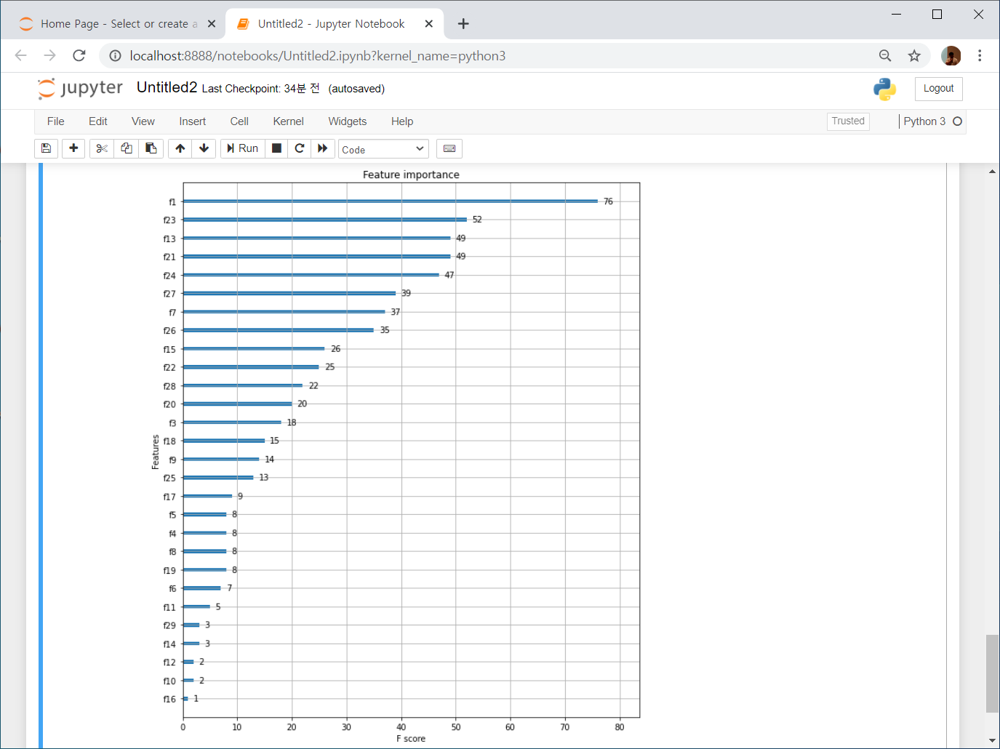 Home Page - Select or create a
Untitled2 - Jupyter Notebook
localhost:8888/notebooks/Untitled2.ipynb?kernel_name=python3
jupyter Untitled2 Last Checkpoint: 34분 전 (autosaved)
Logout
File Edit View Insert Cell Kernel Widgets Help
Trusted
Python 3
Run
Code
Feature importance
f1 76
f23 52
f13 49
f21 49
f24 47
f27 39
f7 37
f26 35
f15 26
f22 25
f28 22
f20 20
f3 18
Features
f18 15
f9 14
f25 13
f17 9
f5 8
f4 8
f8 8
f19 8
f6 7
f11 5
f29 3
f14 3
f12 2
f10 2
f16 1
0 10 20 30 40 50 60 70 80
F score